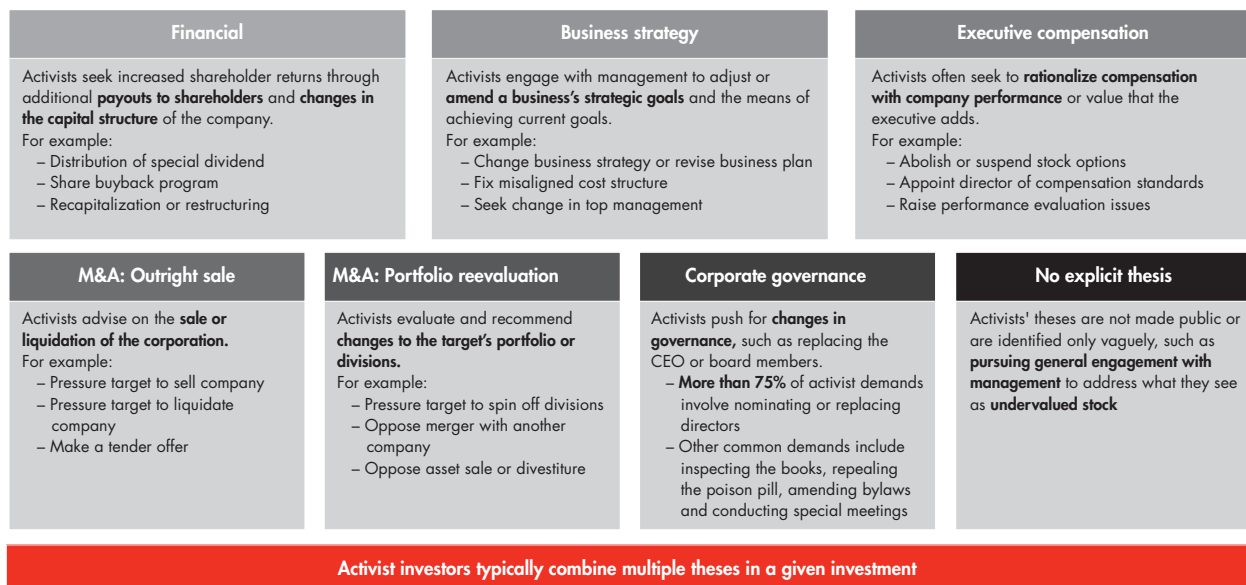 Financial
Activists seek increased shareholder returns through
additional payouts to shareholders and changes in
the capital structure of the company.
For example:
– Distribution of special dividend
– Share buyback program
– Recapitalization or restructuring
Business strategy
Activists engage with management to adjust or
amend a business’s strategic goals and the means of
achieving current goals.
For example:
– Change business strategy or revise business plan
– Fix misaligned cost structure
– Seek change in top management
Executive compensation
Activists often seek to rationalize compensation
with company performance or value that the
executive adds.
For example:
– Abolish or suspend stock options
– Appoint director of compensation standards
– Raise performance evaluation issues
M&A: Outright sale
Activists advise on the sale or
liquidation of the corporation.
For example:
– Pressure target to sell company
– Pressure target to liquidate
company
– Make a tender offer
M&A: Portfolio reevaluation
Activists evaluate and recommend
changes to the target’s portfolio or
divisions.
For example:
– Pressure target to spin off divisions
– Oppose merger with another
company
– Oppose asset sale or divestiture
Corporate governance
Activists push for changes in
governance, such as replacing the
CEO or board members.
– More than 75% of activist demands
involve nominating or replacing
directors
– Other common demands include
inspecting the books, repealing
the poison pill, amending bylaws
and conducting special meetings
No explicit thesis
Activists' theses are not made public or
are identified only vaguely, such as
pursuing general engagement with
management to address what they see
as undervalued stock
Activist investors typically combine multiple theses in a given investment